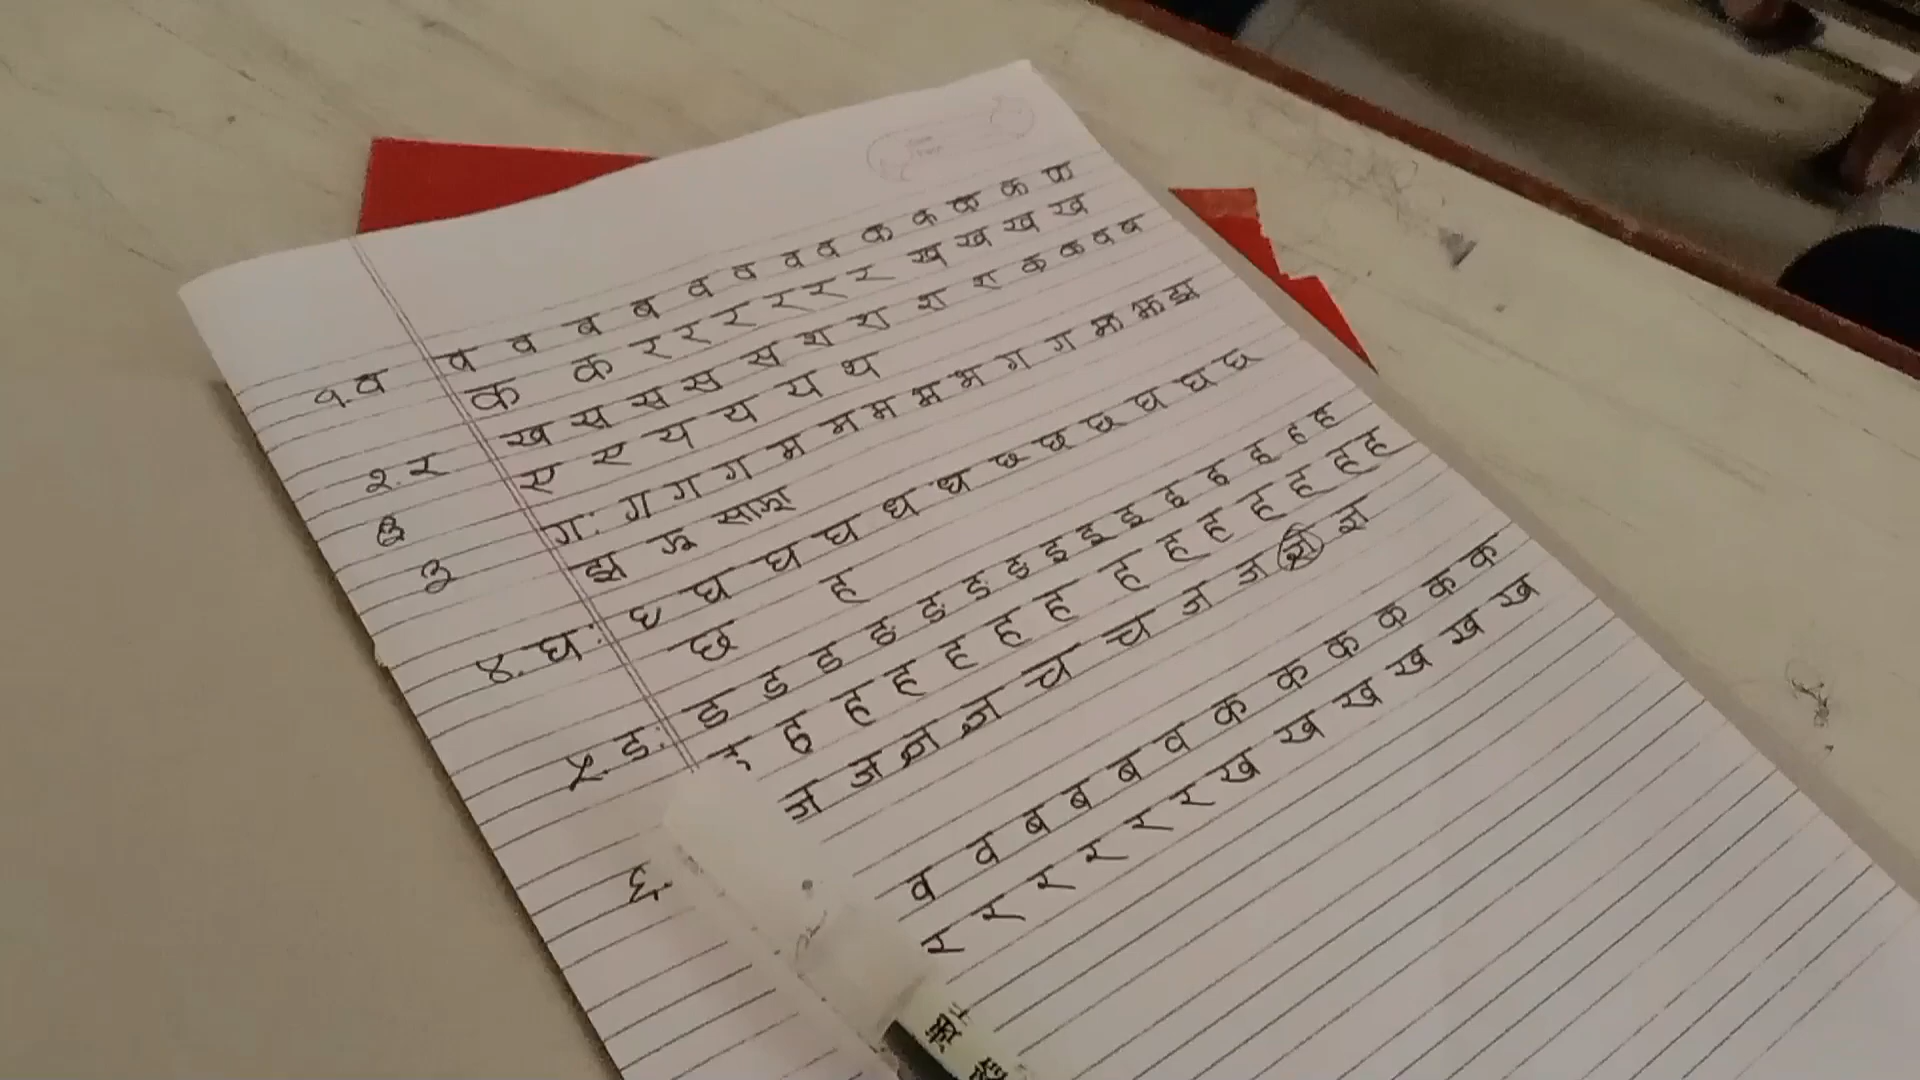 १ व व व ब ब व व व व क क क क फ
क क र र र र र र ख ख ख ख
२. र ख स स स स श श श श क क व ब
ए र य य य य थ
३ गः ग ग ग म म म म भ ग ग
झ
४. घः घ घ घ घ ध ध छ छ छ घ घ घ
छ ह
५. डः ड ड ड ड ङ ङ ङ इ इ इ इ इ इ ह ह
ह ह ह ह ह ह ह ह ह ह ह ह ह
ज ज च च ज ज
६. व व ब ब ब व क क क क क क
र र र र र र ख ख ख ख ख ख